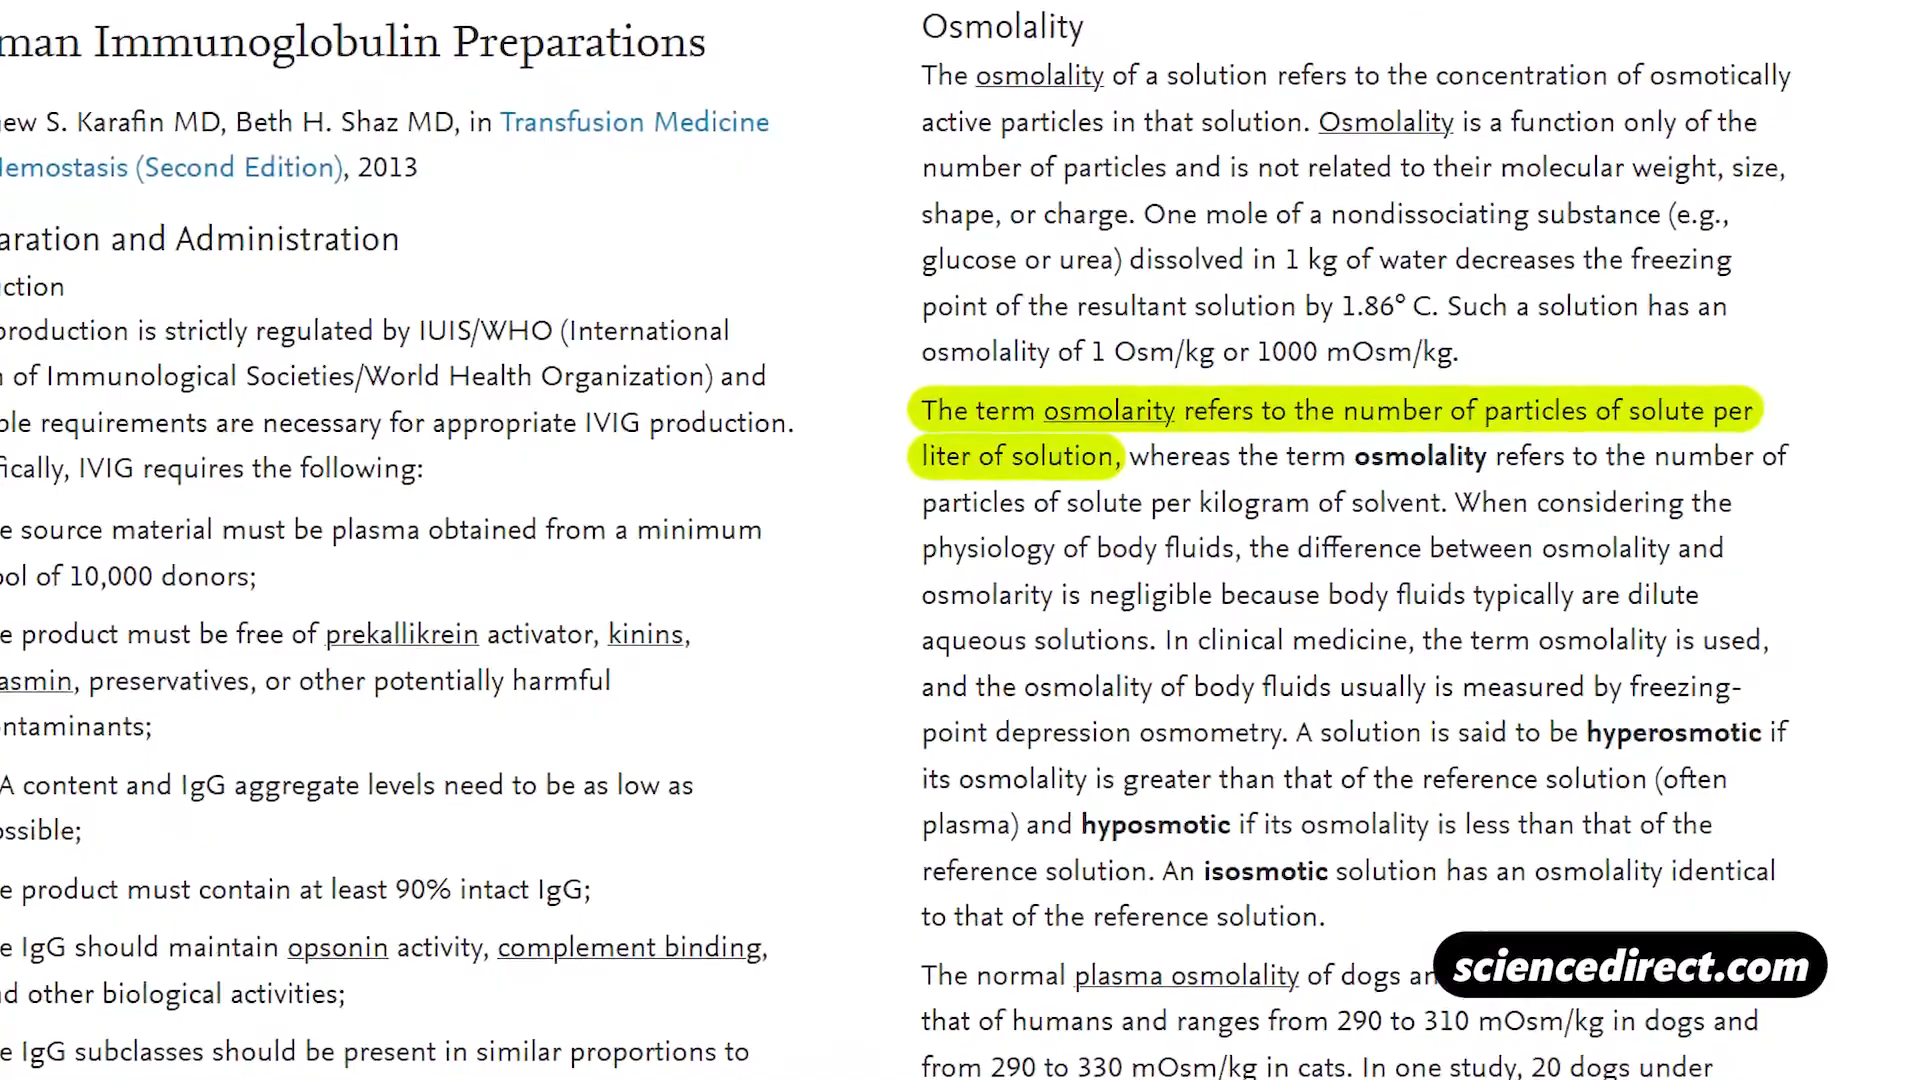 man Immunoglobulin Preparations
ew S. Karafin MD, Beth H. Shaz MD, in Transfusion Medicine
Hemostasis (Second Edition), 2013
aration and Administration
ction
production is strictly regulated by IUIS/WHO (International
n of Immunological Societies/World Health Organization) and
ble requirements are necessary for appropriate IVIG production.
fically, IVIG requires the following:
e source material must be plasma obtained from a minimum
ool of 10,000 donors;
e product must be free of prekallikrein activator, kinins,
asmin, preservatives, or other potentially harmful
ntaminants;
A content and IgG aggregate levels need to be as low as
ossible;
e product must contain at least 90% intact IgG;
e IgG should maintain opsonin activity, complement binding,
d other biological activities;
e IgG subclasses should be present in similar proportions to
Osmolality
The osmolality of a solution refers to the concentration of osmotically
active particles in that solution. Osmolality is a function only of the
number of particles and is not related to their molecular weight, size,
shape, or charge. One mole of a nondissociating substance (e.g.,
glucose or urea) dissolved in 1 kg of water decreases the freezing
point of the resultant solution by 1.86° C. Such a solution has an
osmolality of 1 Osm/kg or 1000 mOsm/kg.
The term osmolarity refers to the number of particles of solute per
liter of solution, whereas the term osmolality refers to the number of
particles of solute per kilogram of solvent. When considering the
physiology of body fluids, the difference between osmolality and
osmolarity is negligible because body fluids typically are dilute
aqueous solutions. In clinical medicine, the term osmolality is used,
and the osmolality of body fluids usually is measured by freezing-
point depression osmometry. A solution is said to be hyperosmotic if
its osmolality is greater than that of the reference solution (often
plasma) and hyposmotic if its osmolality is less than that of the
reference solution. An isosmotic solution has an osmolality identical
to that of the reference solution.
The normal plasma osmolality of dogs an
that of humans and ranges from 290 to 310 mOsm/kg in dogs and
from 290 to 330 mOsm/kg in cats. In one study, 20 dogs under
sciencedirect.com